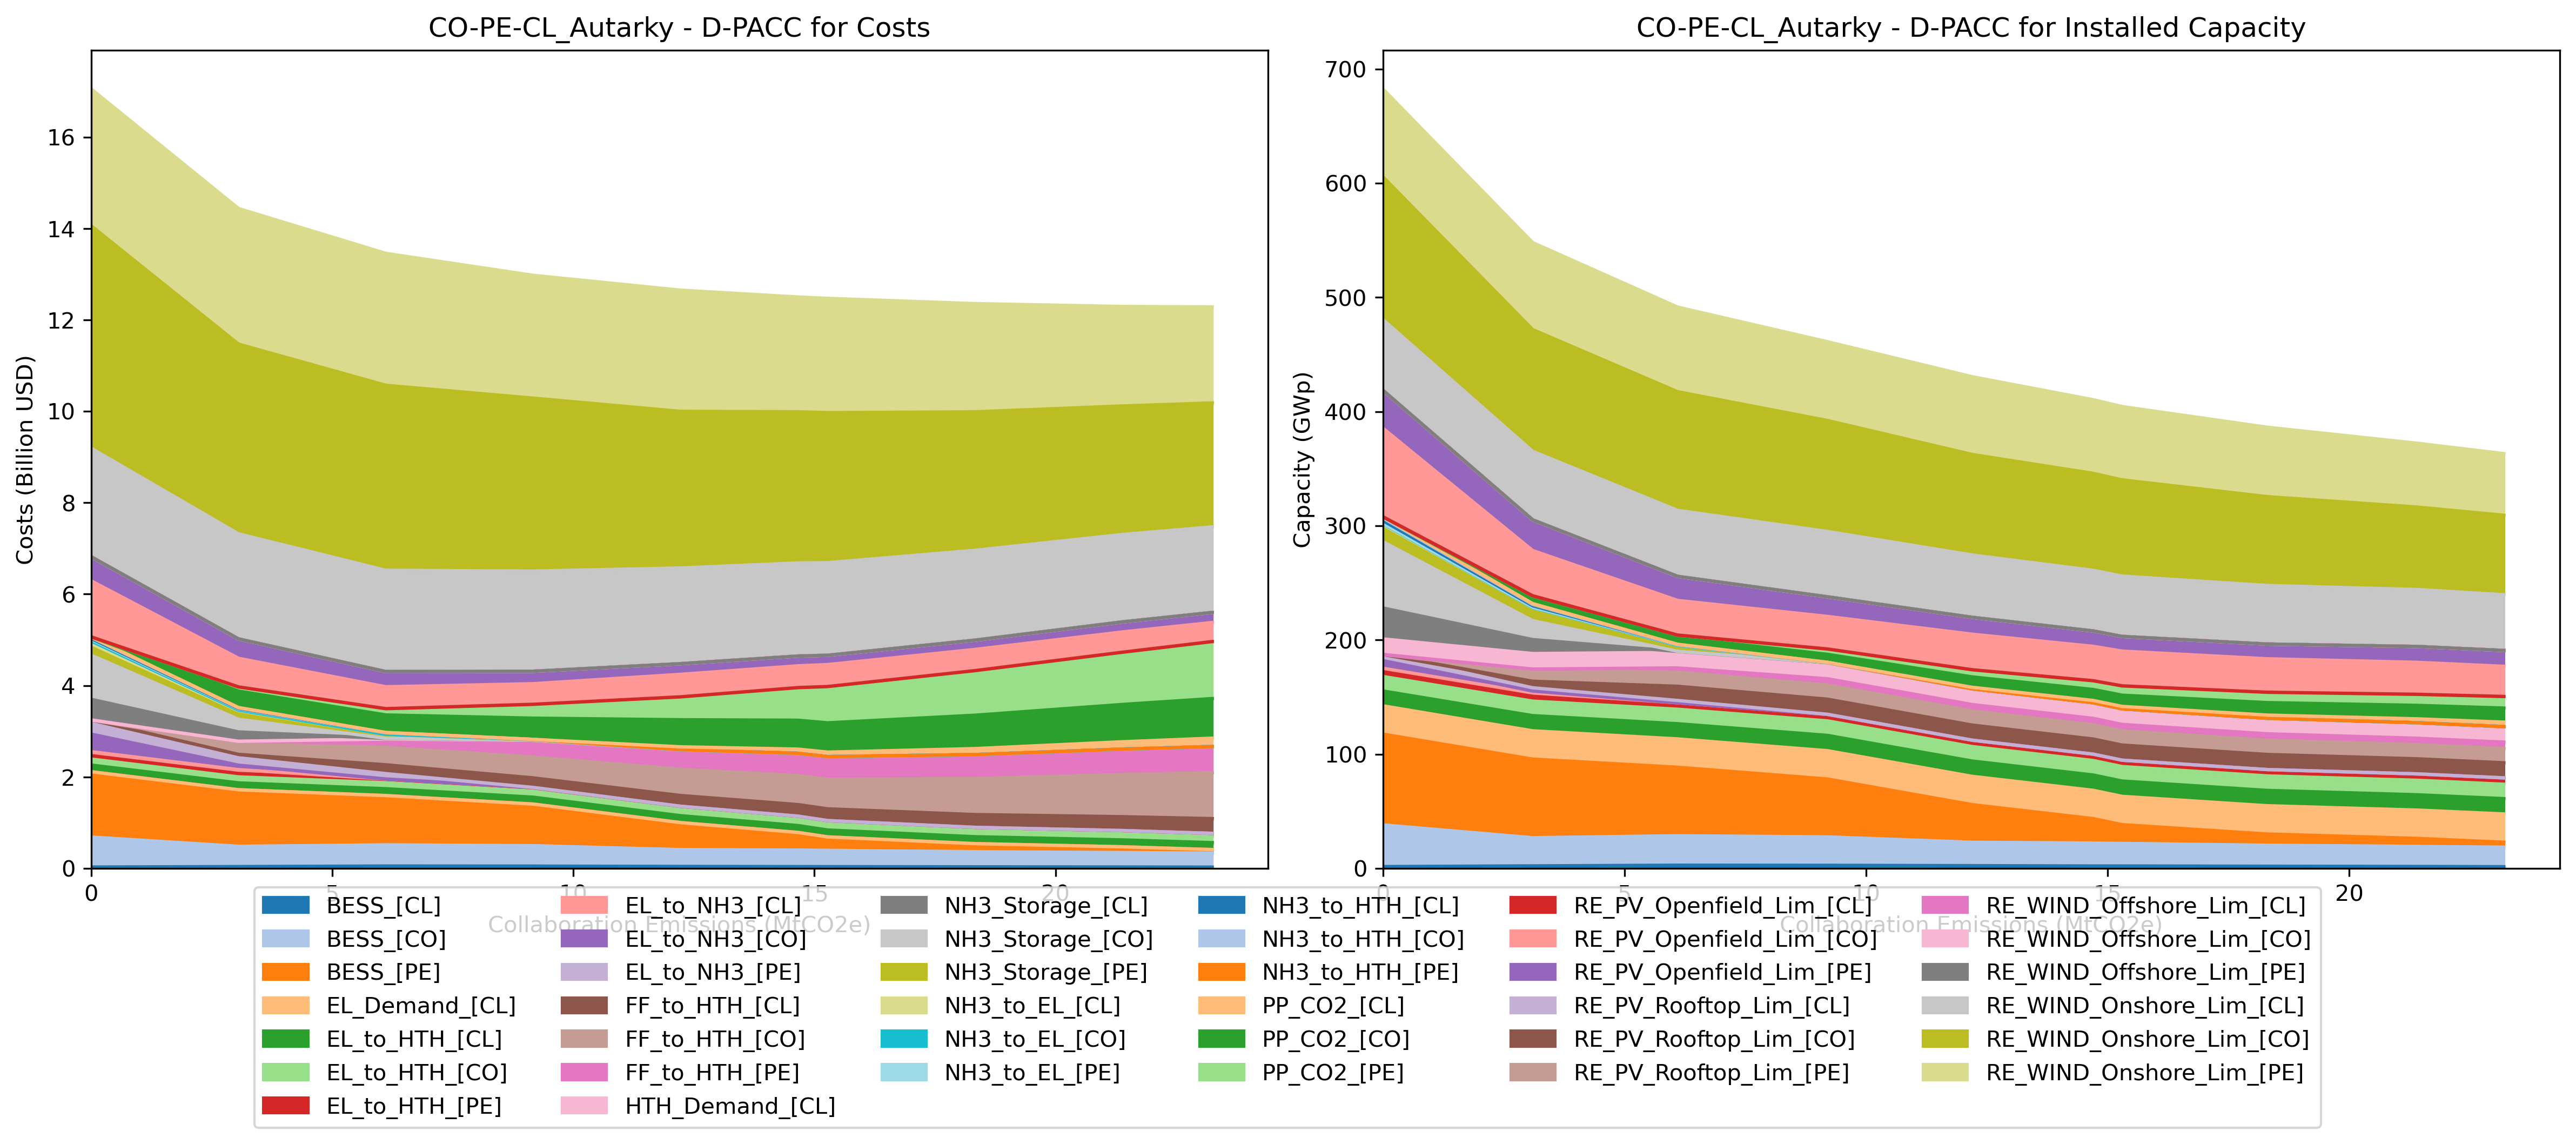 CO-PE-CL_Autarky - D-PACC for Costs
Costs (Billion USD)
16
14
12
10
8
6
4
2
0
0 5 10 15 20
Collaboration Emissions (MtCO2e)
CO-PE-CL_Autarky - D-PACC for Installed Capacity
Capacity (GWp)
700
600
500
400
300
200
100
0
0 5 10 15 20
Collaboration Emissions (MtCO2e)
BESS_[CL]
BESS_[CO]
BESS_[PE]
EL_Demand_[CL]
EL_to_HTH_[CL]
EL_to_HTH_[CO]
EL_to_HTH_[PE]
EL_to_NH3_[CL]
EL_to_NH3_[CO]
EL_to_NH3_[PE]
FF_to_HTH_[CL]
FF_to_HTH_[CO]
FF_to_HTH_[PE]
HTH_Demand_[CL]
NH3_Storage_[CL]
NH3_Storage_[CO]
NH3_Storage_[PE]
NH3_to_EL_[CL]
NH3_to_EL_[CO]
NH3_to_EL_[PE]
NH3_to_HTH_[CL]
NH3_to_HTH_[CO]
NH3_to_HTH_[PE]
PP_CO2_[CL]
PP_CO2_[CO]
PP_CO2_[PE]
RE_PV_Openfield_Lim_[CL]
RE_PV_Openfield_Lim_[CO]
RE_PV_Openfield_Lim_[PE]
RE_PV_Rooftop_Lim_[CL]
RE_PV_Rooftop_Lim_[CO]
RE_PV_Rooftop_Lim_[PE]
RE_WIND_Offshore_Lim_[CL]
RE_WIND_Offshore_Lim_[CO]
RE_WIND_Offshore_Lim_[PE]
RE_WIND_Onshore_Lim_[CL]
RE_WIND_Onshore_Lim_[CO]
RE_WIND_Onshore_Lim_[PE]